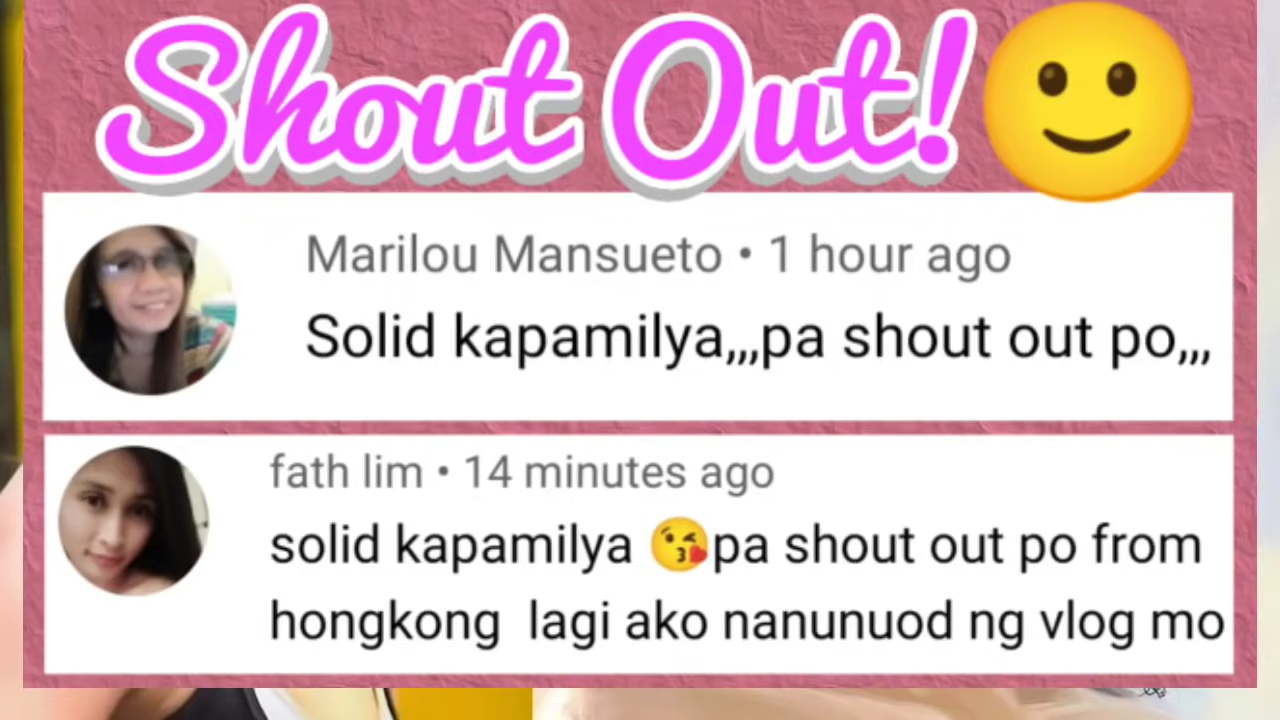 Shout Out!
Marilou Mansueto • 1 hour ago
Solid kapamilya,,,pa shout out po,,,
fath lim • 14 minutes ago
solid kapamilya 😘pa shout out po from
hongkong lagi ako nanunuod ng vlog mo